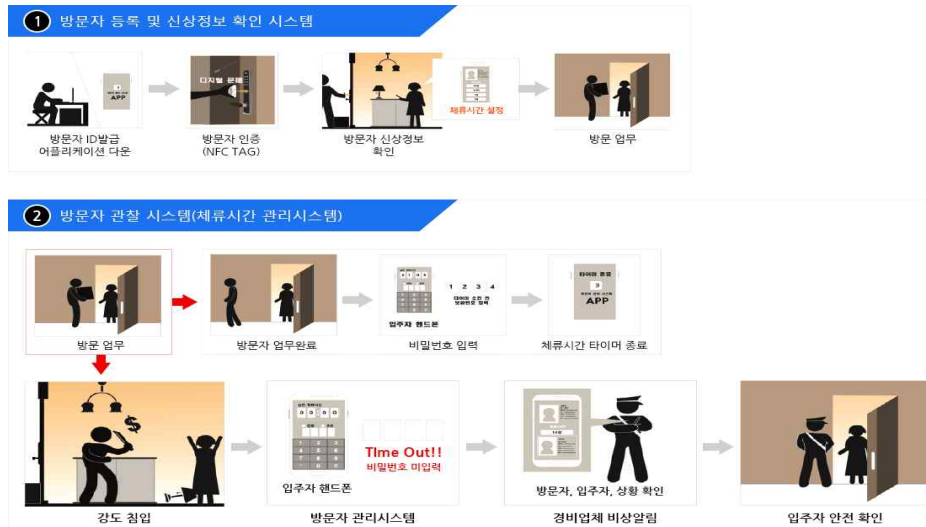 1 방문자 등록 및 신상정보 확인 시스템
APP
디지털 문패
체류시간 설정
방문자 ID발급
어플리케이션 다운
방문자 인증
(NFC TAG)
방문자 신상정보
확인
방문 업무
2 방문자 관찰 시스템(체류시간 관리시스템)
1 2 3 4
입주자 핸드폰
타이머 종료
APP
방문 업무
방문자 업무완료
비밀번호 입력
체류시간 타이머 종료
TIme Out!!
비밀번호 미입력
입주자 핸드폰
방문자, 입주자, 상황 확인
강도 침입
방문자 관리시스템
경비업체 비상알림
입주자 안전 확인